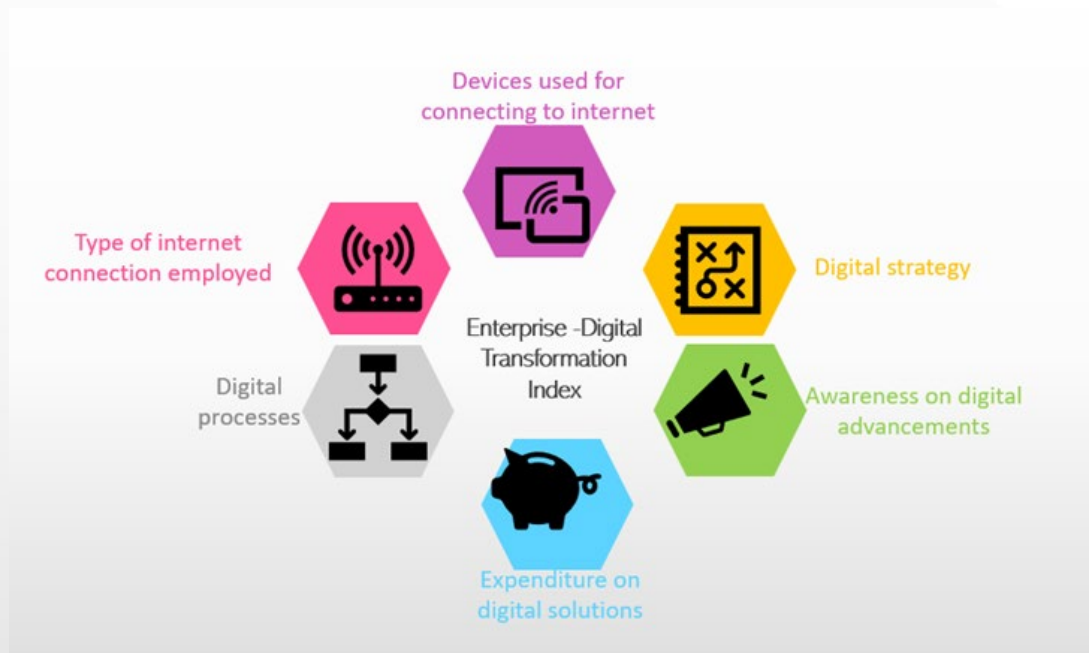 Devices used for
connecting to internet
Type of internet
connection employed
Digital strategy
Enterprise -Digital
Transformation
Index
Digital
processes
Awareness on digital
advancements
Expenditure on
digital solutions